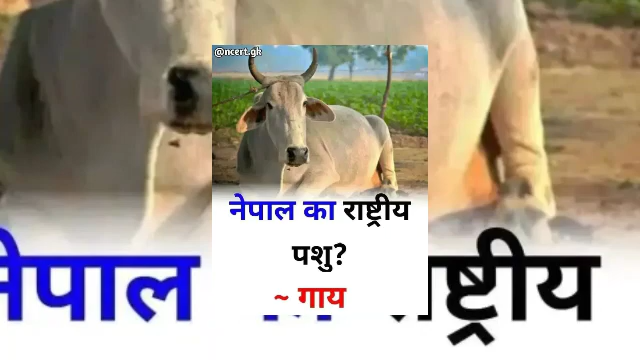 @ncert.gk
नेपाल का राष्ट्रीय
पशु?
~ गाय